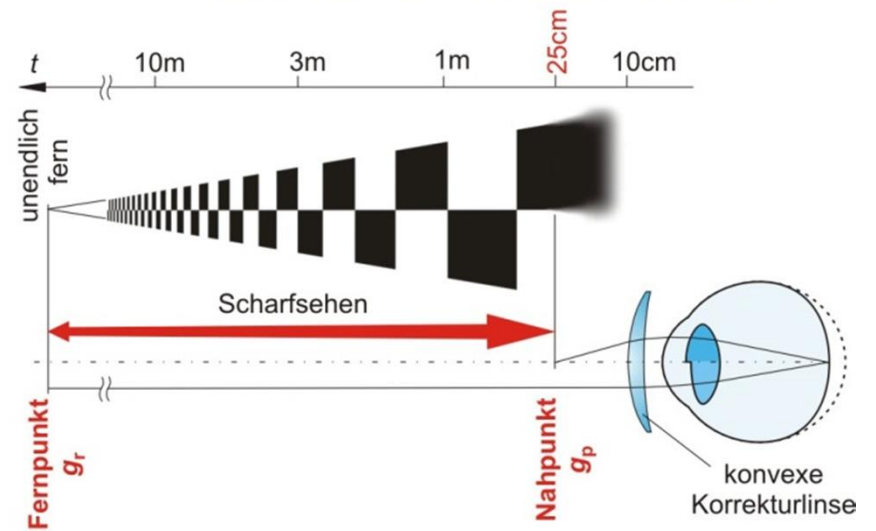 t
10m
3m
1m
25cm
10cm
unendlich
fern
Scharfsehen
Fernpunkt
gr
Nahpunkt
gp
konvexe
Korrekturlinse